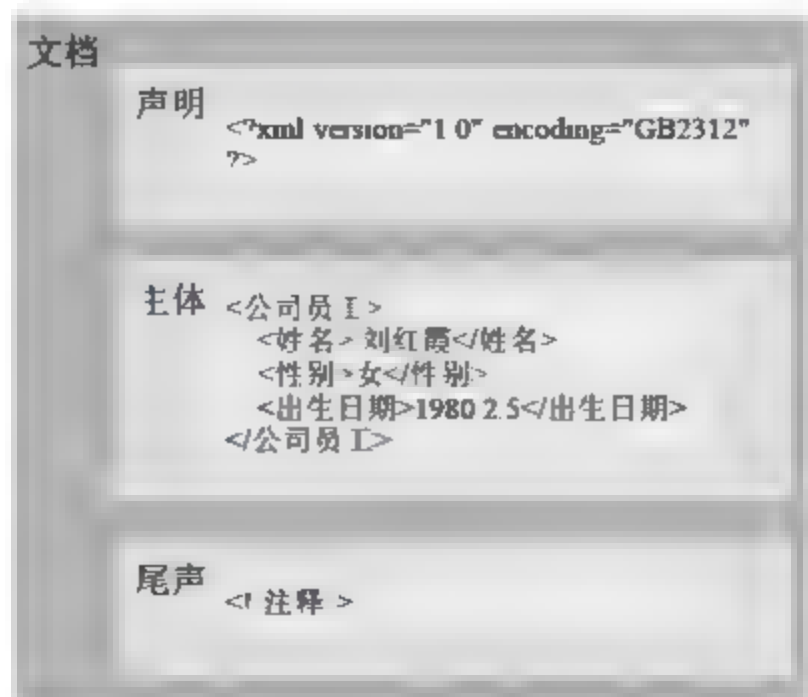 文档
声明
<?xml version="1.0" encoding="GB2312"
?>
主体 <公司员工>
<姓名>刘红霞</姓名>
<性别>女</性别>
<出生日期>1980.2.5</出生日期>
</公司员工>
尾声
<! 注释 >